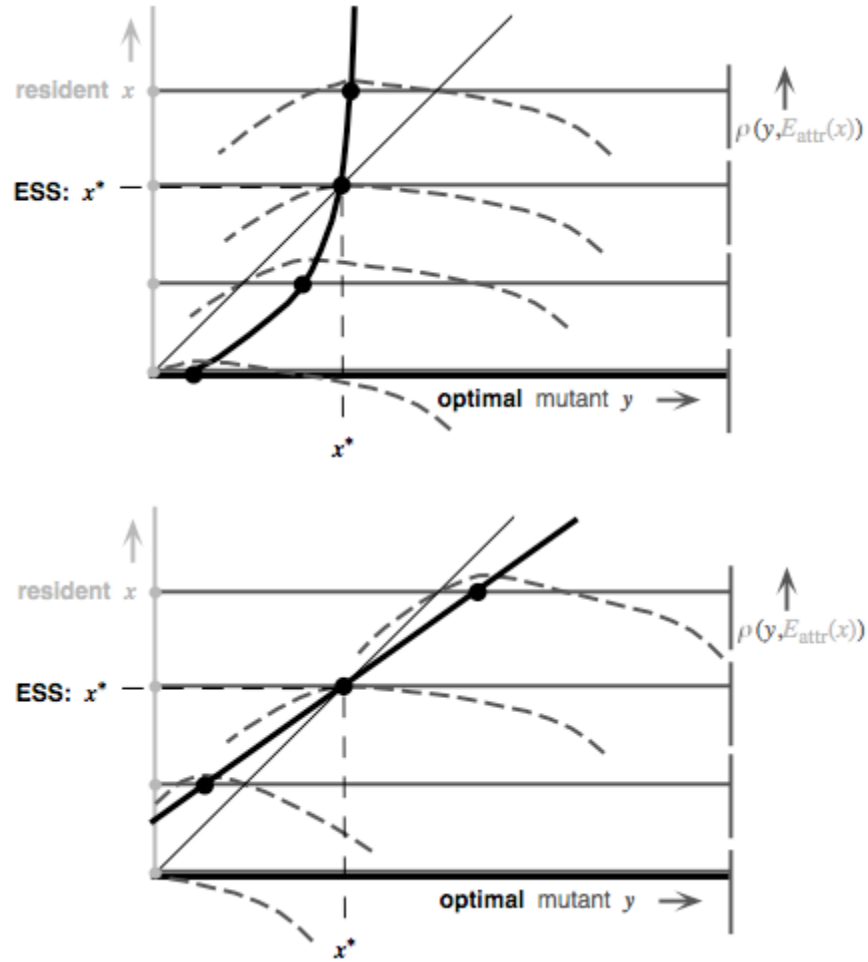 resident x
ρ(y,E_attr(x))
ESS: x*
optimal mutant y
x*
resident x
ρ(y,E_attr(x))
ESS: x*
optimal mutant y
x*